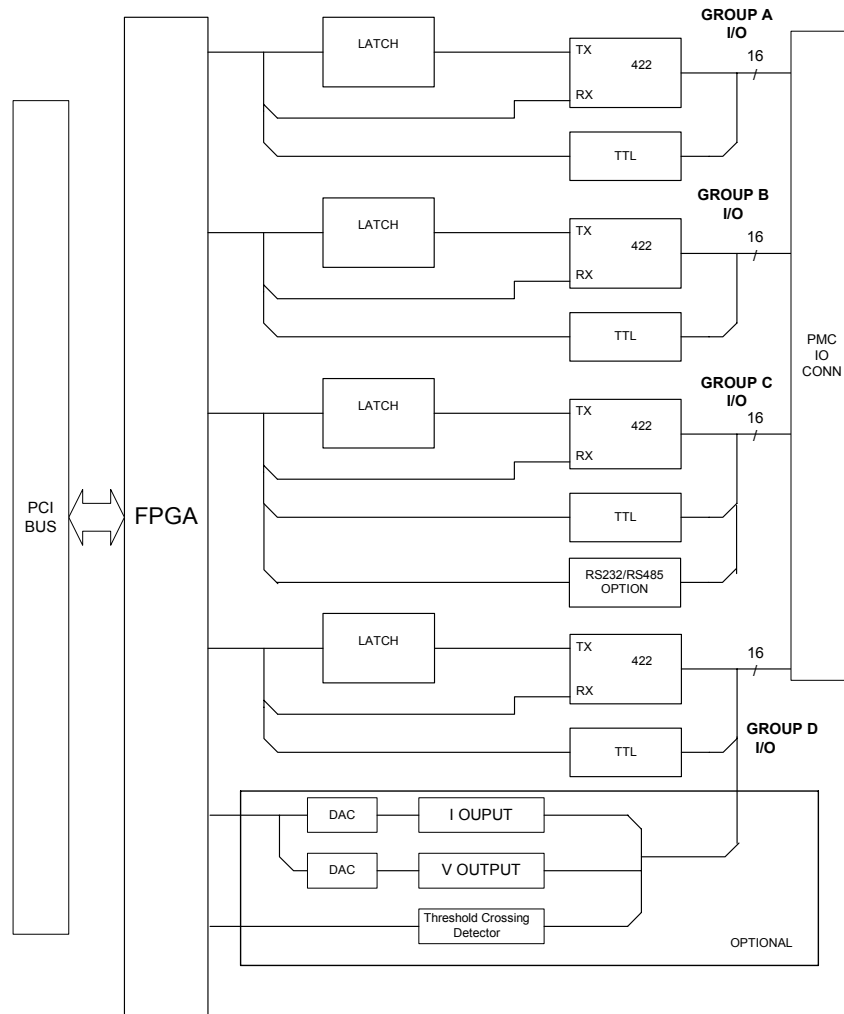 GROUP A
I/O
LATCH
TX
422
RX
16
TTL
GROUP B
I/O
LATCH
TX
422
RX
16
TTL
PMC
IO
CONN
GROUP C
I/O
LATCH
TX
422
RX
16
TTL
RS232/RS485
OPTION
PCI
BUS
FPGA
LATCH
TX
422
RX
16
TTL
GROUP D
I/O
DAC
I OUPUT
DAC
V OUTPUT
Threshold Crossing
Detector
OPTIONAL